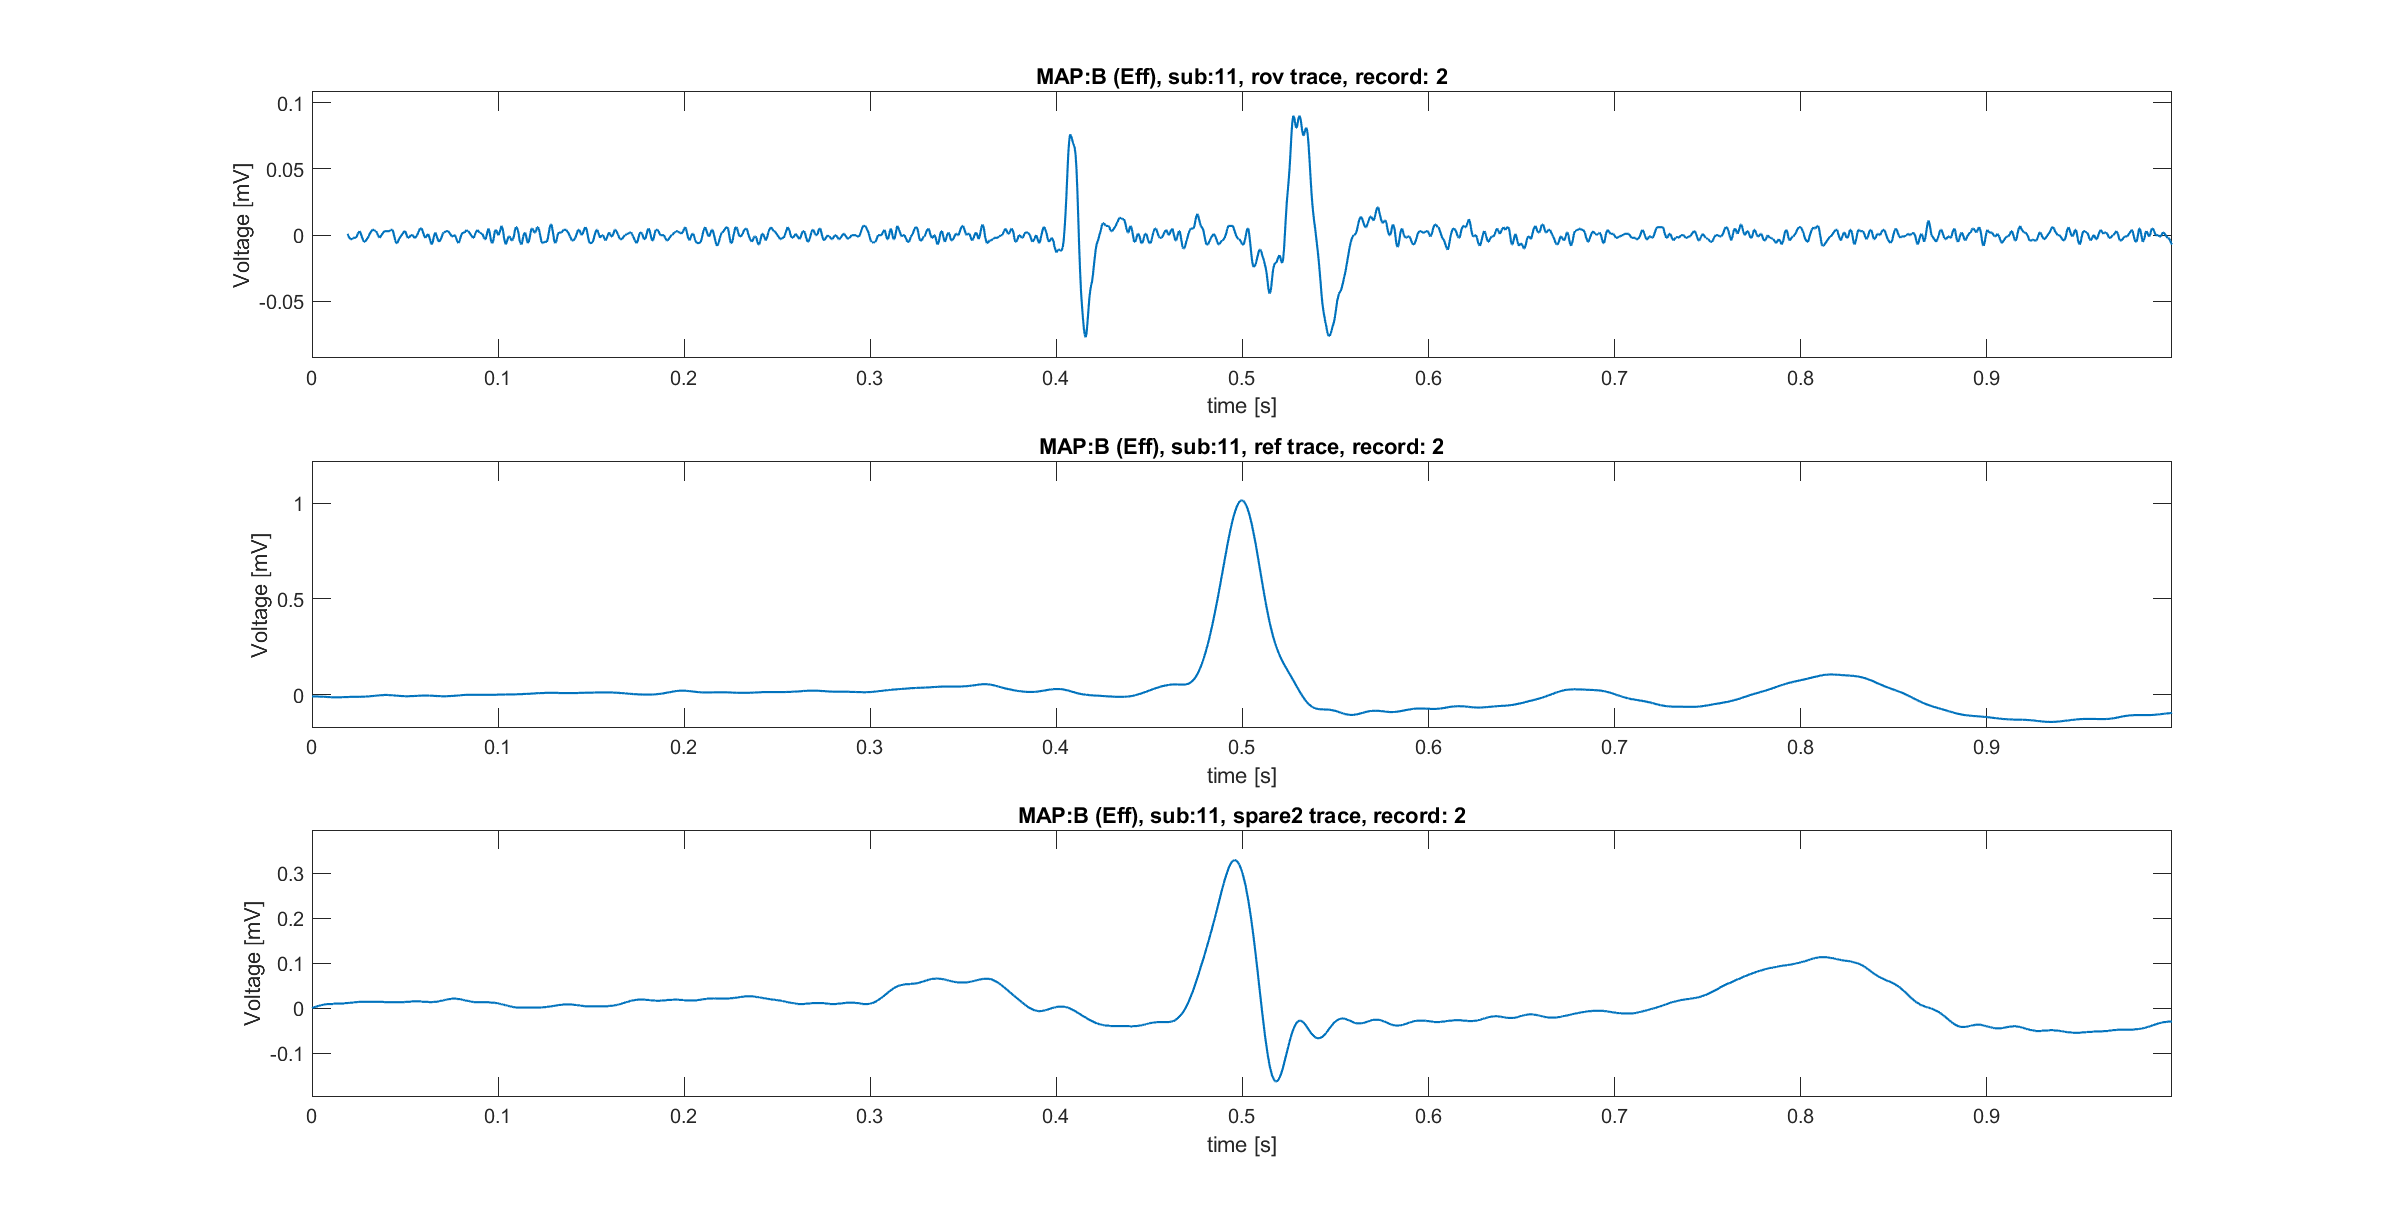 MAP:B (Eff), sub:11, rov trace, record: 2
Voltage [mV]
0.1
0.05
0
-0.05
0 0.1 0.2 0.3 0.4 0.5 0.6 0.7 0.8 0.9
time [s]
MAP:B (Eff), sub:11, ref trace, record: 2
Voltage [mV]
1
0.5
0
0 0.1 0.2 0.3 0.4 0.5 0.6 0.7 0.8 0.9
time [s]
MAP:B (Eff), sub:11, spare2 trace, record: 2
Voltage [mV]
0.3
0.2
0.1
0
-0.1
0 0.1 0.2 0.3 0.4 0.5 0.6 0.7 0.8 0.9
time [s]